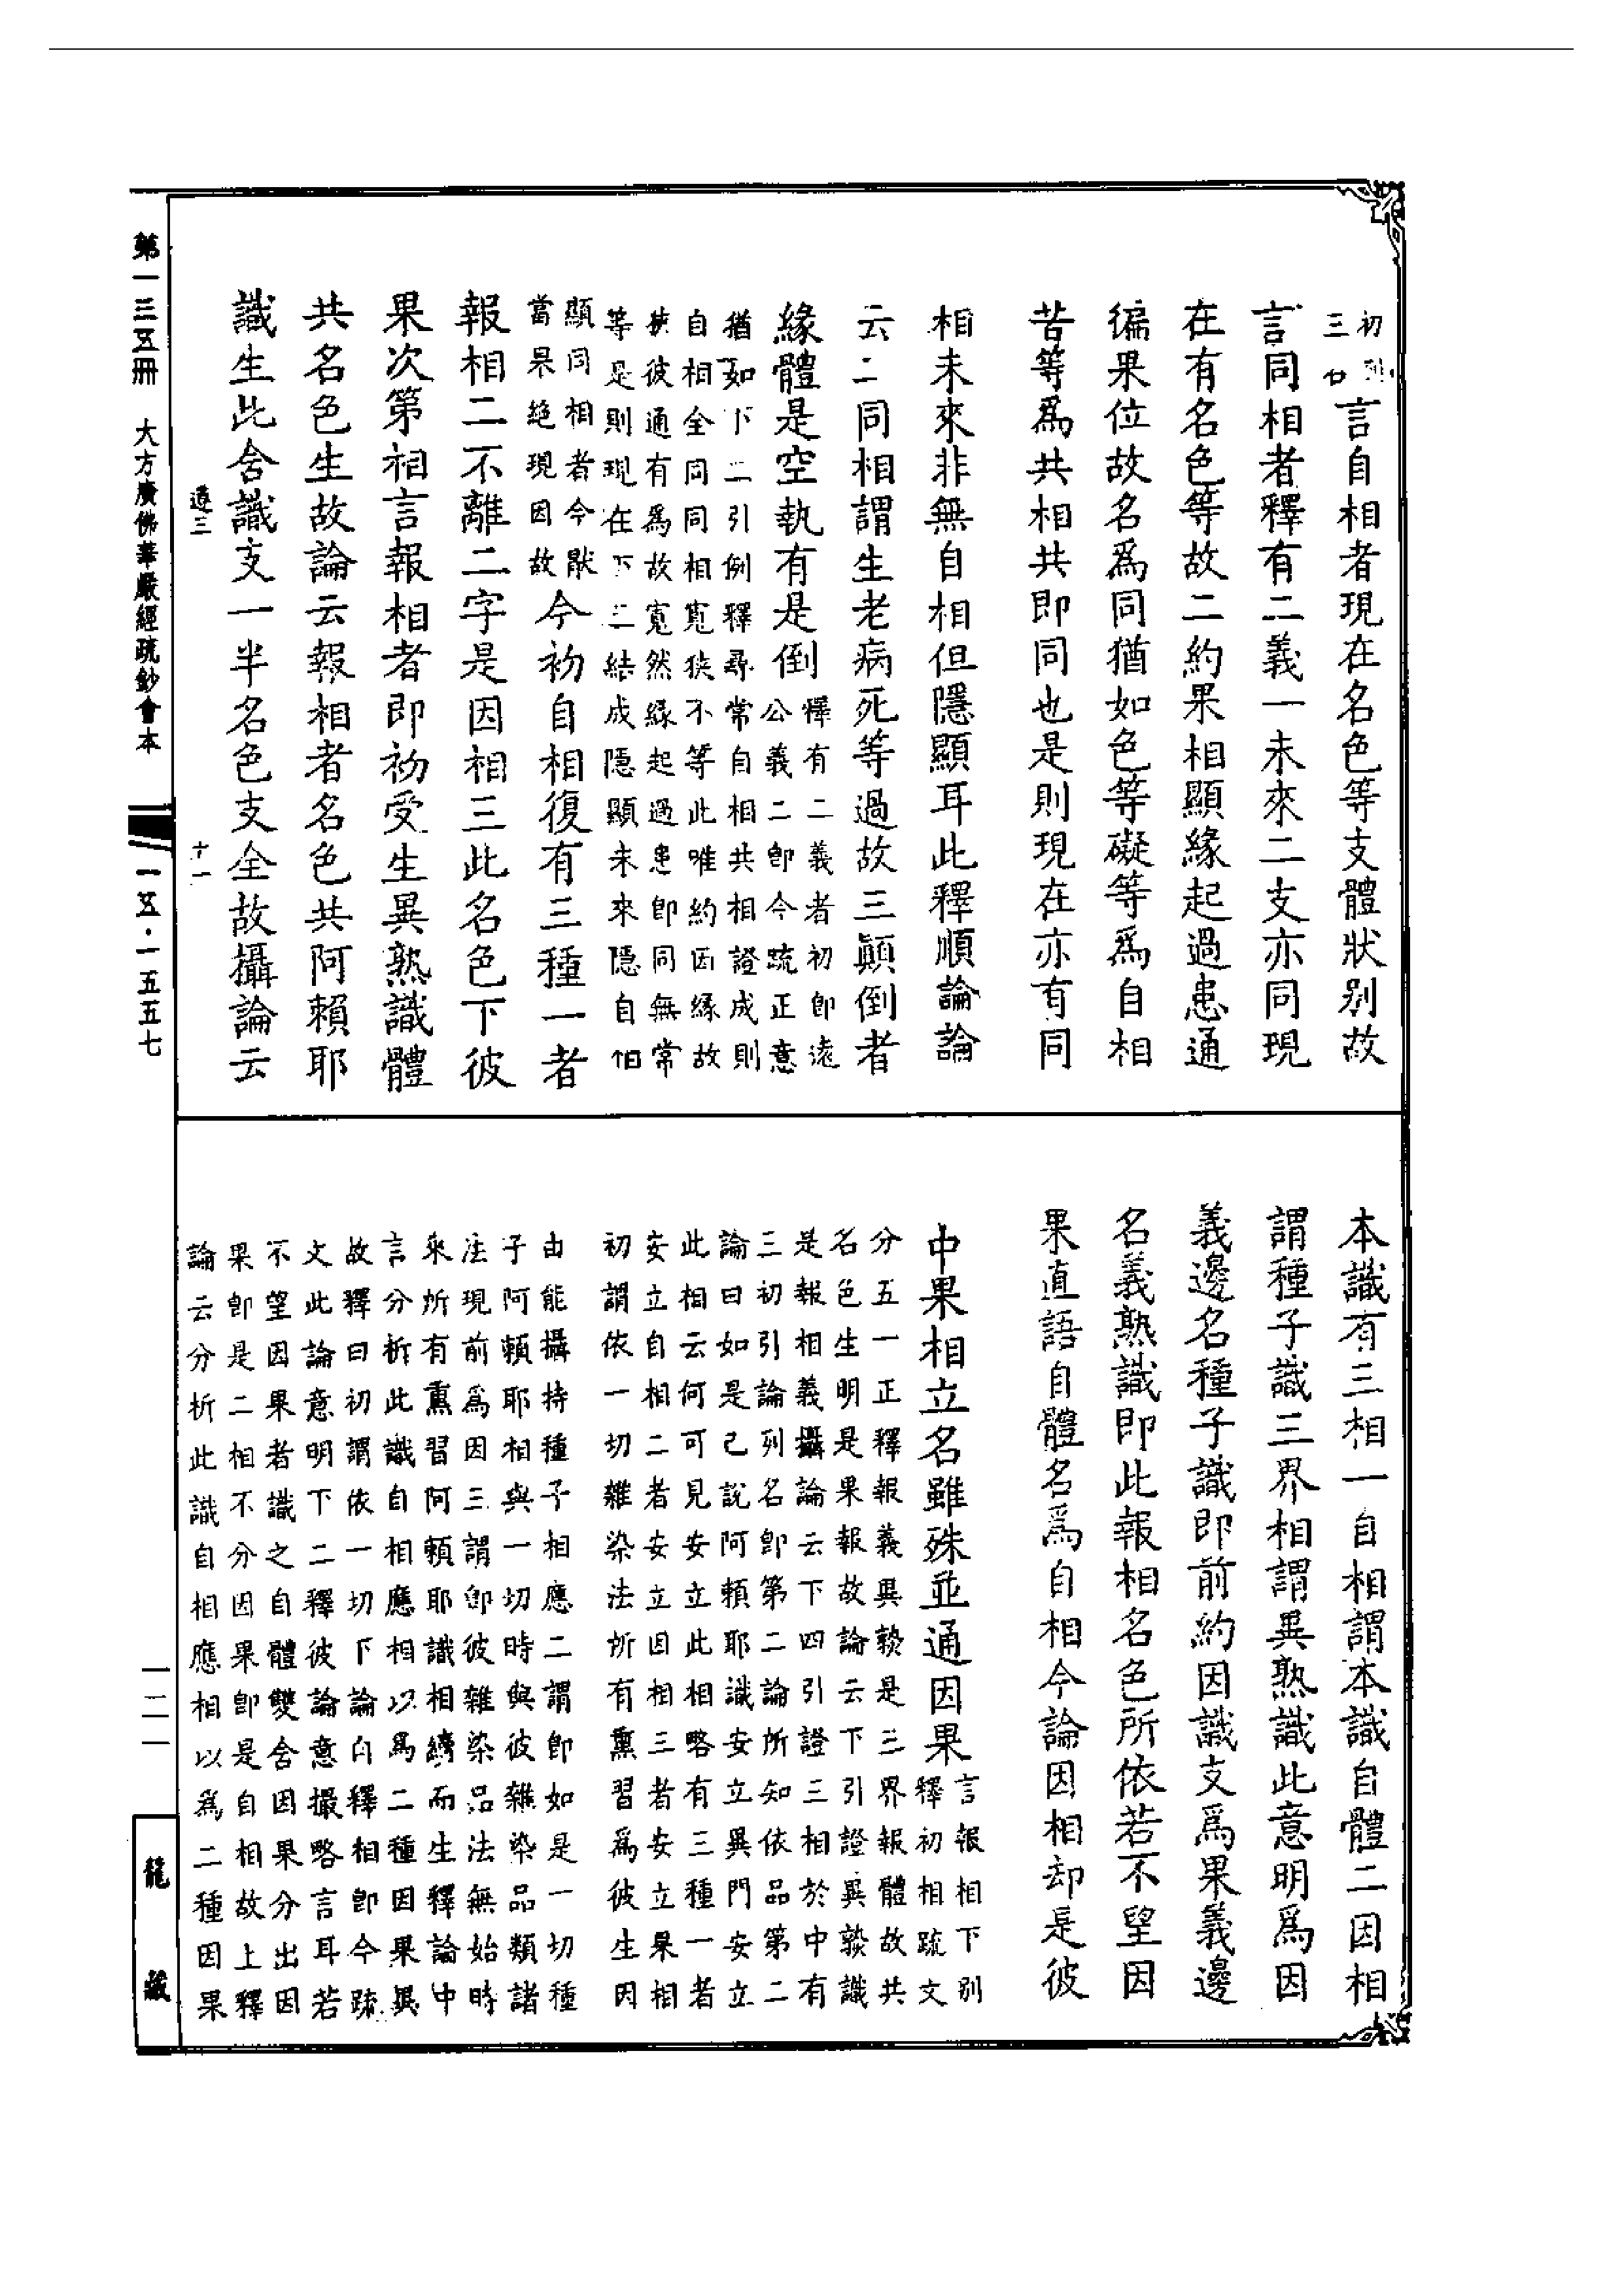 初列
三廿
言自相者現在名色等支體狀別故
言同相者釋有二義一未來二支亦同現
在有名色等故二約果相顯緣起過患通
徧果位故名爲同猶如色等礙等爲自相
苦等爲共相共即同也是則現在亦有同
相未來非無自相但隱顯耳此釋順論論
云二同相謂生老病死等過故三顛倒者
緣體是空執有是倒
釋有二義者初即遠
公義二即今疏正意
猶如下二引例釋尋常自相共相證成則
自相全同同相寬狹不等此唯約因緣故
狹彼通有爲故寬然緣起過患即同無常
等是則現在下三結成隱顯未來隱自相
顯同相者今猒
當果絕現因故
今初自相復有三種一者
報相二不離二字是因相三此名色下彼
果次第相言報相者即初受生異熟識體
共名色生故論云報相者名色共阿賴耶
識生此含識支一半名色支全故攝論云
本識有三相一自相謂本識自體二因相
謂種子識三界相謂異熟識此意明爲因
義邊名種子識即前約因識支爲果義邊
名義熟識即此報相名色所依若不望因
果直語自體名爲自相今論因相却是彼
中果相立名雖殊並通因果
言報相下別
釋初相疏文
分五一正釋報義異熟是三界報體故共
名色生明是果報故論云下引證異熟識
是報相義攝論云下四引證三相於中有
三初引論列名即第二論所知依品第二
論曰如是已說阿賴耶識安立異門安立
此相云何可見安立此相略有三種一者
安立自相二者安立因相三者安立果相
初謂依一切雜染法所有熏習爲彼生因
由能攝持種子相應二謂即如是一切種
子阿賴耶相與一切時與彼雜染品類諸
法現前爲因三謂即彼雜染品法無始時
來所有熏習阿賴耶識相續而生釋論中
言分析此識自相應相以爲二種因果異
故釋曰初謂依一切下論自釋相即今疏
文此論意明下二釋彼論意撮略言耳若
不望因果者識之自體雙含因果分出因
果即是二相不分因果即是自相故上釋
論云分析此識自相應相以爲二種因果
第一三五冊　大方廣佛華嚴經疏鈔會本
遵三
十一
一五·一五五七
一二一
龍藏